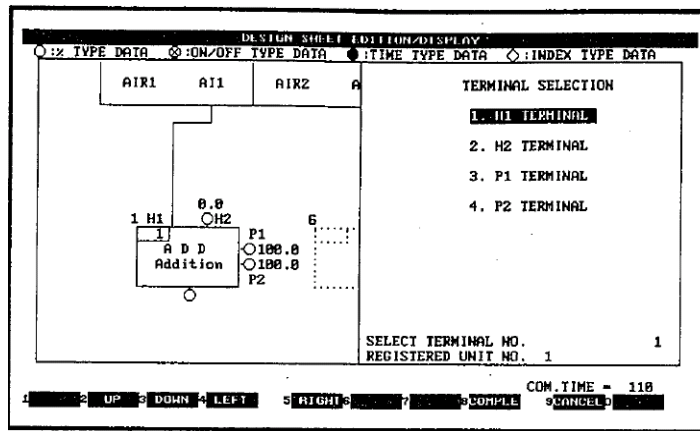 DESIGN SHEET EDITION/DISPLAY
:% TYPE DATA :ON/OFF TYPE DATA :TIME TYPE DATA :INDEX TYPE DATA
AIR1 AI1 AIR2 A
TERMINAL SELECTION
1. H1 TERMINAL
2. H2 TERMINAL
3. P1 TERMINAL
4. P2 TERMINAL
0.0
1 H1 H2 6
1 P1
A D D 100.0
Addition 100.0
P2
SELECT TERMINAL NO. 1
REGISTERED UNIT NO. 1
COM.TIME = 110
1 2 UP 3 DOWN 4 LEFT 5 RIGHT 6 7 8 COMPLE 9 CANCEL 0